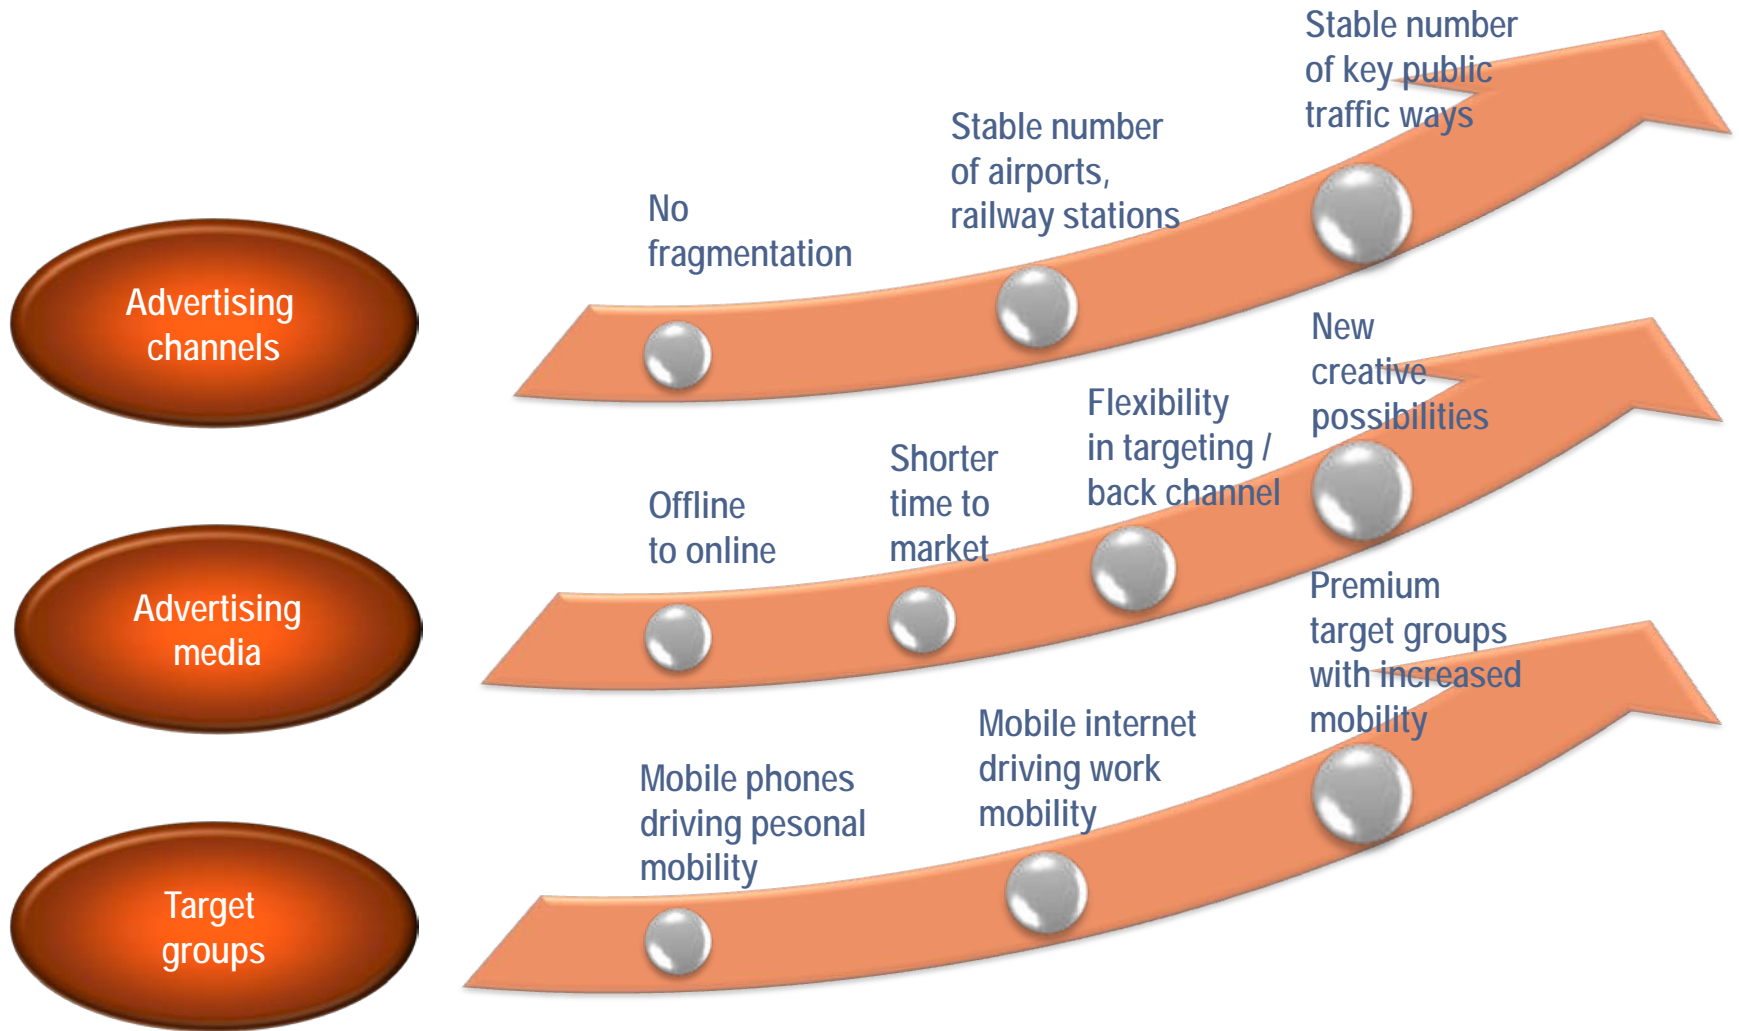 Advertising
channels
No
fragmentation
Stable number
of airports,
railway stations
Stable number
of key public
traffic ways
Advertising
media
Offline
to online
Shorter
time to
market
Flexibility
in targeting /
back channel
New
creative
possibilities
Target
groups
Mobile phones
driving pesonal
mobility
Mobile internet
driving work
mobility
Premium
target groups
with increased
mobility